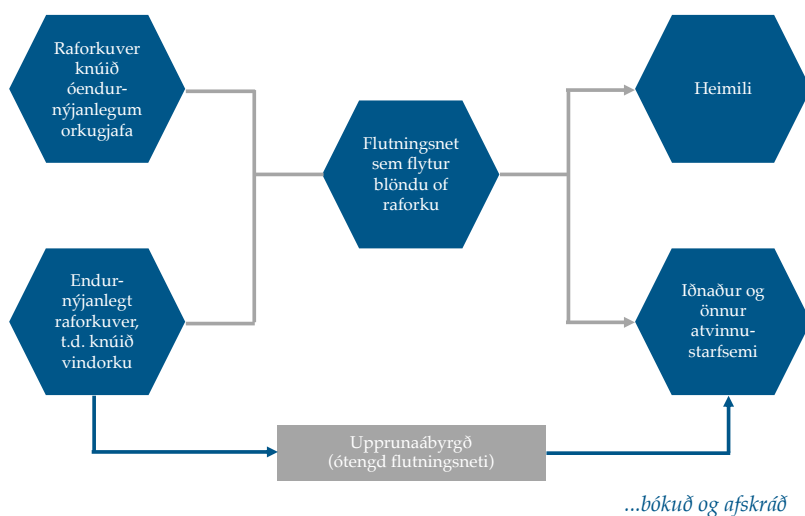 Raforkuver
knúið
óendur-
nýjanlegum
orkugjafa
Heimili
Flutningsnet
sem flytur
blöndu of
raforku
Endur-
nýjanlegt
raforkuver,
t.d. knúið
vindorku
Iðnaður og
önnur
atvinnu-
starfsemi
Upprunaábyrgð
(ótengd flutningsneti)
...bókuð og afskráð